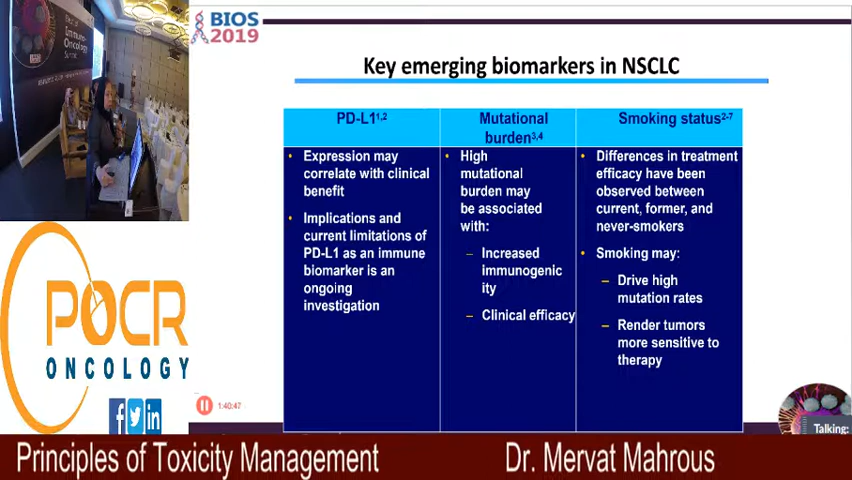 Immuno-
Oncology
Summit
BIOS
2019
Key emerging biomarkers in NSCLC
PD-L11,2
• Expression may
correlate with clinical
benefit
• Implications and
current limitations of
PD-L1 as an immune
biomarker is an
ongoing
investigation
Mutational
burden3,4
• High
mutational
burden may
be associated
with:
– Increased
immunogenic
ity
– Clinical efficacy
Smoking status2-7
• Differences in treatment
efficacy have been
observed between
current, former, and
never-smokers
• Smoking may:
– Drive high
mutation rates
– Render tumors
more sensitive to
therapy
POCR
ONCOLOGY
1:40:47
Talking:
Principles of Toxicity Management
Dr. Mervat Mahrous